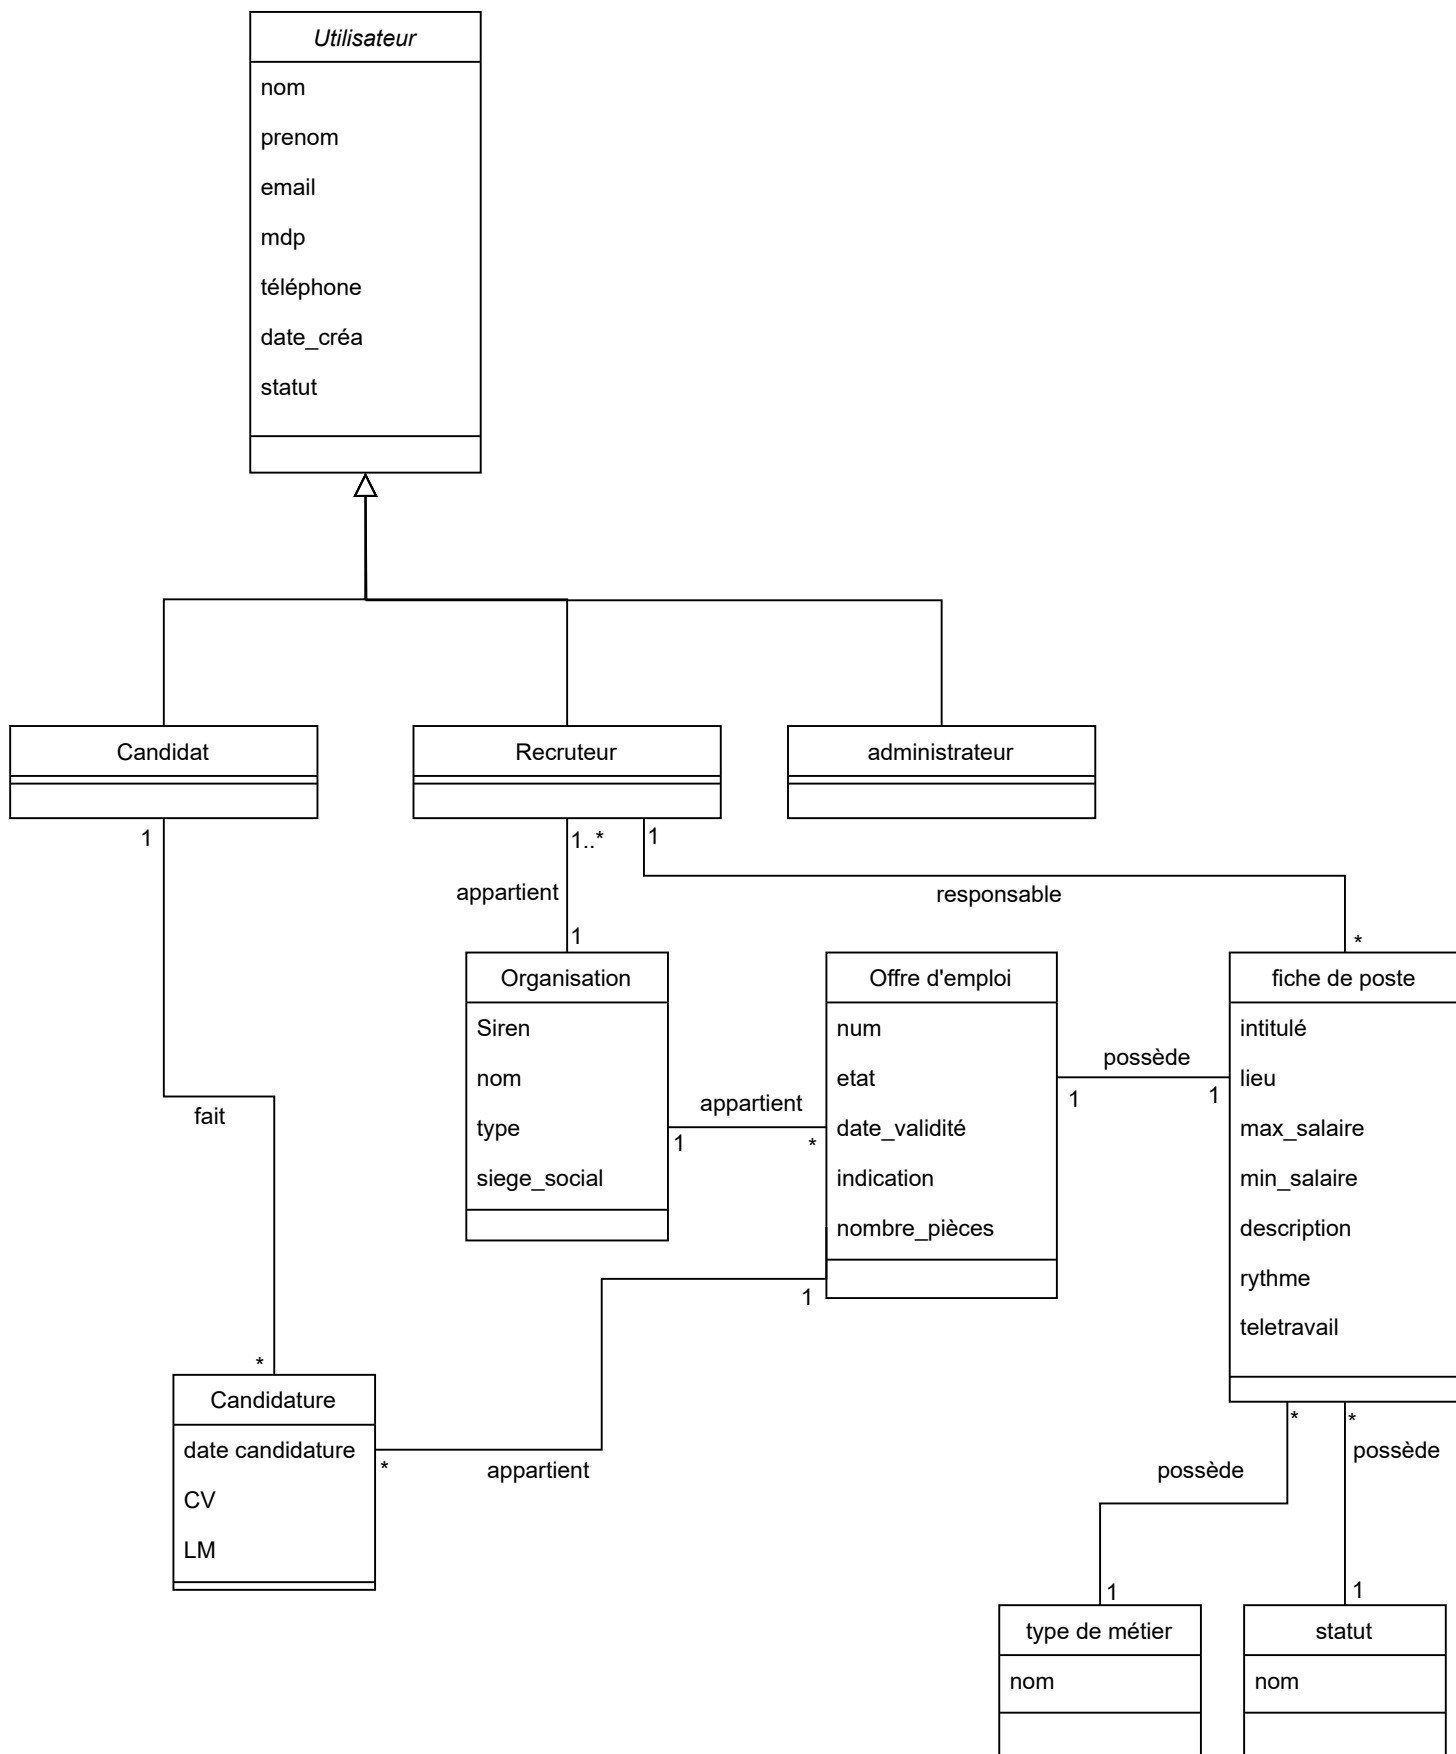 Utilisateur
nom
prenom
email
mdp
téléphone
date_créa
statut
Candidat
Recruteur
administrateur
1
1..*
1
appartient
responsable
1
*
Organisation
Siren
nom
type
siege_social
Offre d'emploi
num
etat
date_validité
indication
nombre_pièces
fiche de poste
intitulé
lieu
max_salaire
min_salaire
description
rythme
teletravail
possède
1
1
appartient
1
*
fait
1
*
Candidature
date candidature
CV
LM
*
appartient
*
*
possède
possède
1
1
type de métier
nom
statut
nom